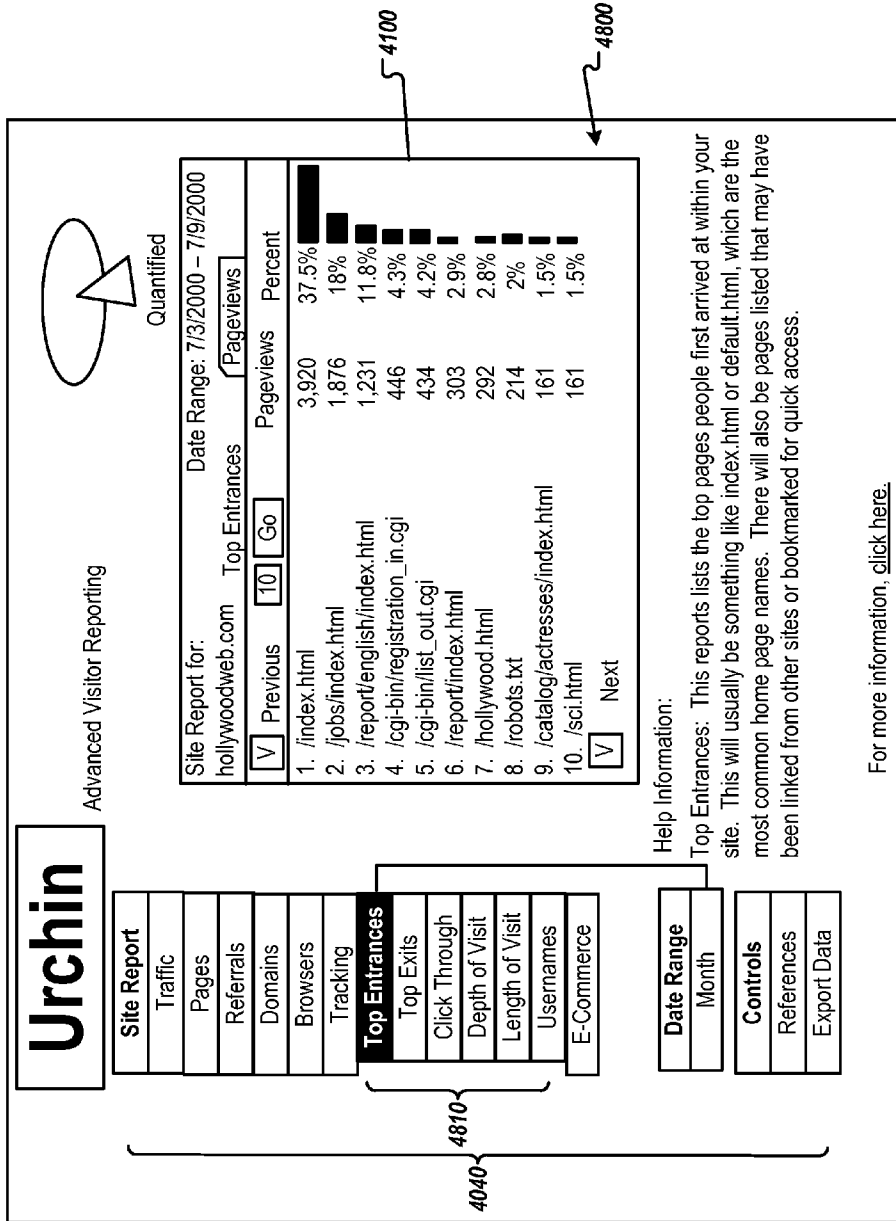 Urchin
Advanced Visitor Reporting
Quantified
Site Report
Traffic
Pages
Referrals
Domains
Browsers
Tracking
Top Entrances
Top Exits
Click Through
Depth of Visit
Length of Visit
Usernames
E-Commerce
Date Range
Month
Controls
References
Export Data
4810
4040
Site Report for: Date Range: 7/3/2000 – 7/9/2000
hollywoodweb.com Top Entrances Pageviews
V Previous 10 Go Pageviews Percent
1. /index.html 3,920 37.5%
2. /jobs/index.html 1,876 18%
3. /report/english/index.html 1,231 11.8%
4. /cgi-bin/registration_in.cgi 446 4.3%
5. /cgi-bin/list_out.cgi 434 4.2%
6. /report/index.html 303 2.9%
7. /hollywood.html 292 2.8%
8. /robots.txt 214 2%
9. /catalog/actresses/index.html 161 1.5%
10. /sci.html 161 1.5%
V Next
4100
4800
Help Information:
Top Entrances: This reports lists the top pages people first arrived at within your
site. This will usually be something like index.html or default.html, which are the
most common home page names. There will also be pages listed that may have
been linked from other sites or bookmarked for quick access.
For more information, click here.